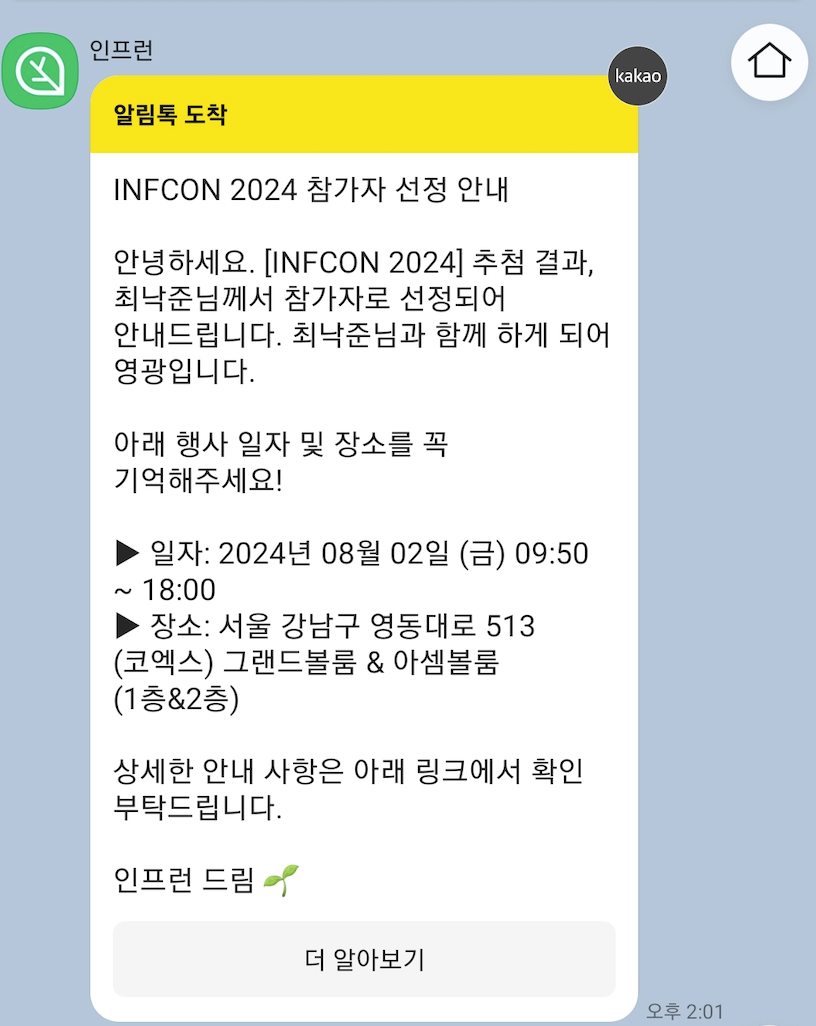 인프런
kakao
알림톡 도착
INFCON 2024 참가자 선정 안내
안녕하세요. [INFCON 2024] 추첨 결과,
최낙준님께서 참가자로 선정되어
안내드립니다. 최낙준님과 함께 하게 되어
영광입니다.
아래 행사 일자 및 장소를 꼭
기억해주세요!
▶ 일자: 2024년 08월 02일 (금) 09:50
~ 18:00
▶ 장소: 서울 강남구 영동대로 513
(코엑스) 그랜드볼룸 & 아셈볼룸
(1층&2층)
상세한 안내 사항은 아래 링크에서 확인
부탁드립니다.
인프런 드림 🌱
더 알아보기
오후 2:01